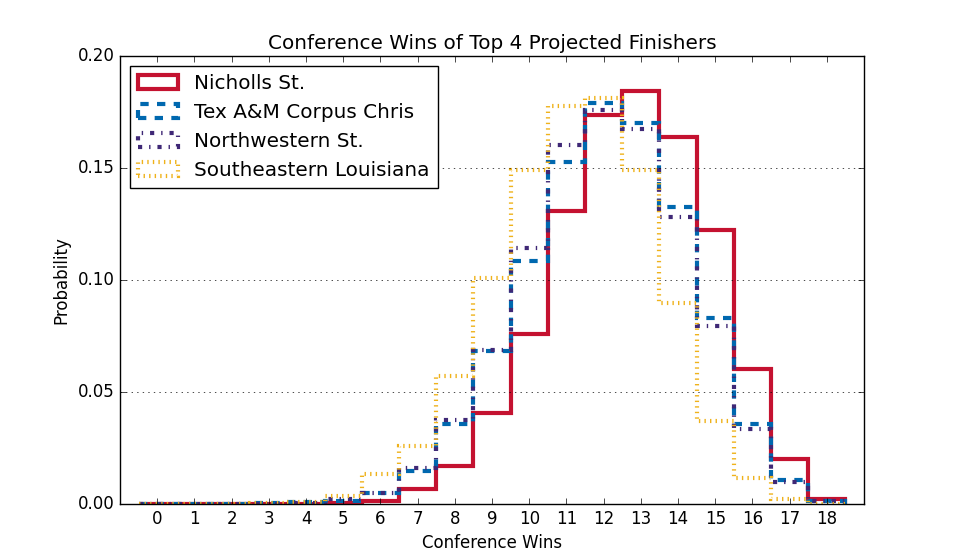 Conference Wins of Top 4 Projected Finishers
0.20
Nicholls St.
Tex A&M Corpus Chris
Northwestern St.
Southeastern Louisiana
0.15
0.10
Probability
0.05
0.00
0 1 2 3 4 5 6 7 8 9 10 11 12 13 14 15 16 17 18
Conference Wins